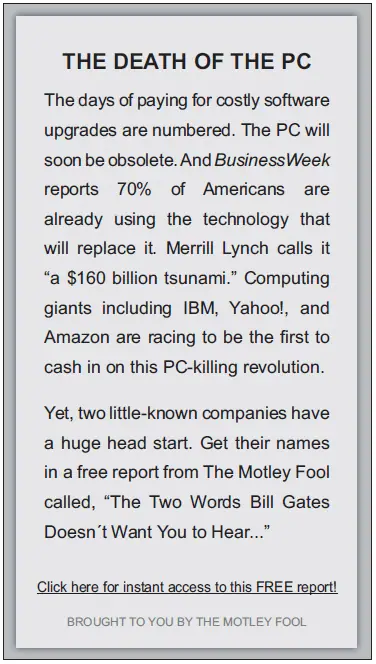 THE DEATH OF THE PC
The days of paying for costly software
upgrades are numbered. The PC will
soon be obsolete. And BusinessWeek
reports 70% of Americans are
already using the technology that
will replace it. Merrill Lynch calls it
“a $160 billion tsunami.” Computing
giants including IBM, Yahoo!, and
Amazon are racing to be the first to
cash in on this PC-killing revolution.
Yet, two little-known companies have
a huge head start. Get their names
in a free report from The Motley Fool
called, “The Two Words Bill Gates
Doesn´t Want You to Hear...”
Click here for instant access to this FREE report!
BROUGHT TO YOU BY THE MOTLEY FOOL